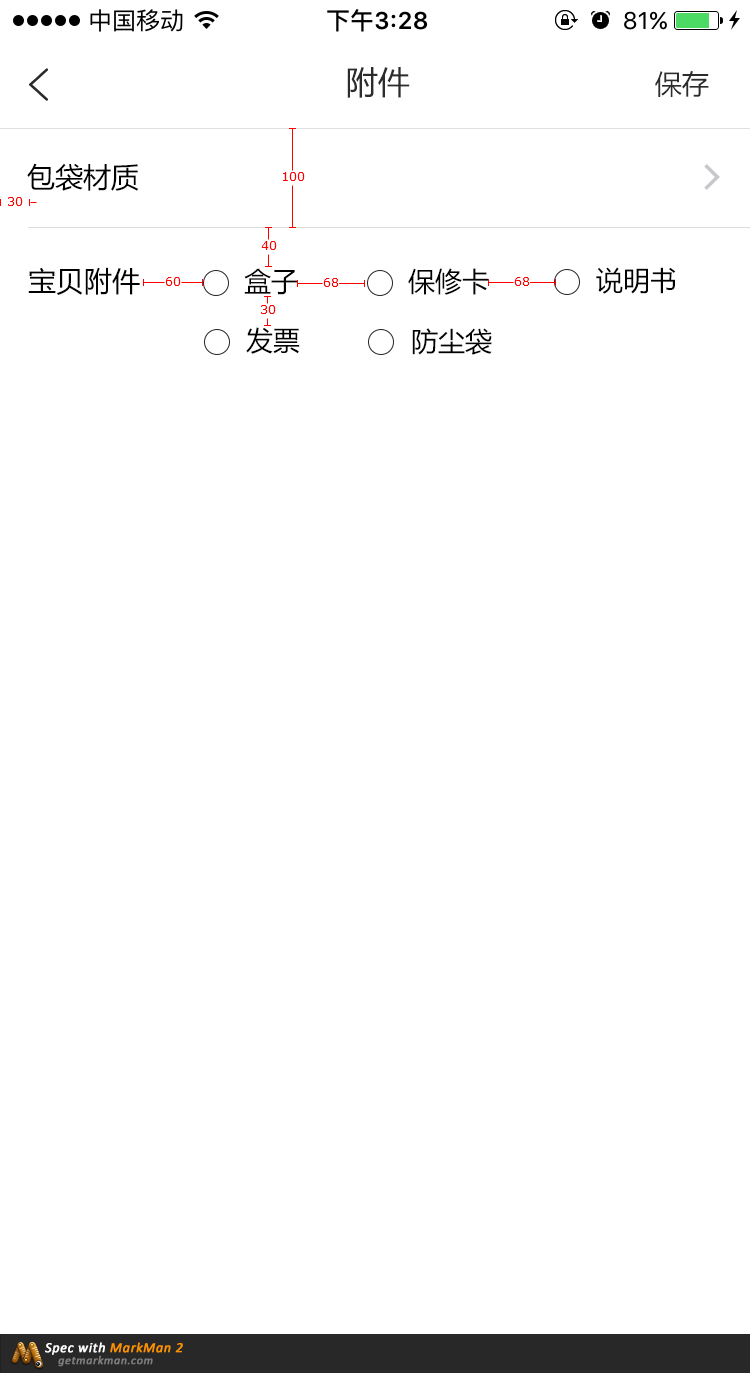 中国移动 下午3:28 81%
附件 保存
包袋材质
100
30
40
宝贝附件 60 盒子 68 保修卡 68 说明书
30
发票 防尘袋
Spec with MarkMan 2
getmarkman.com